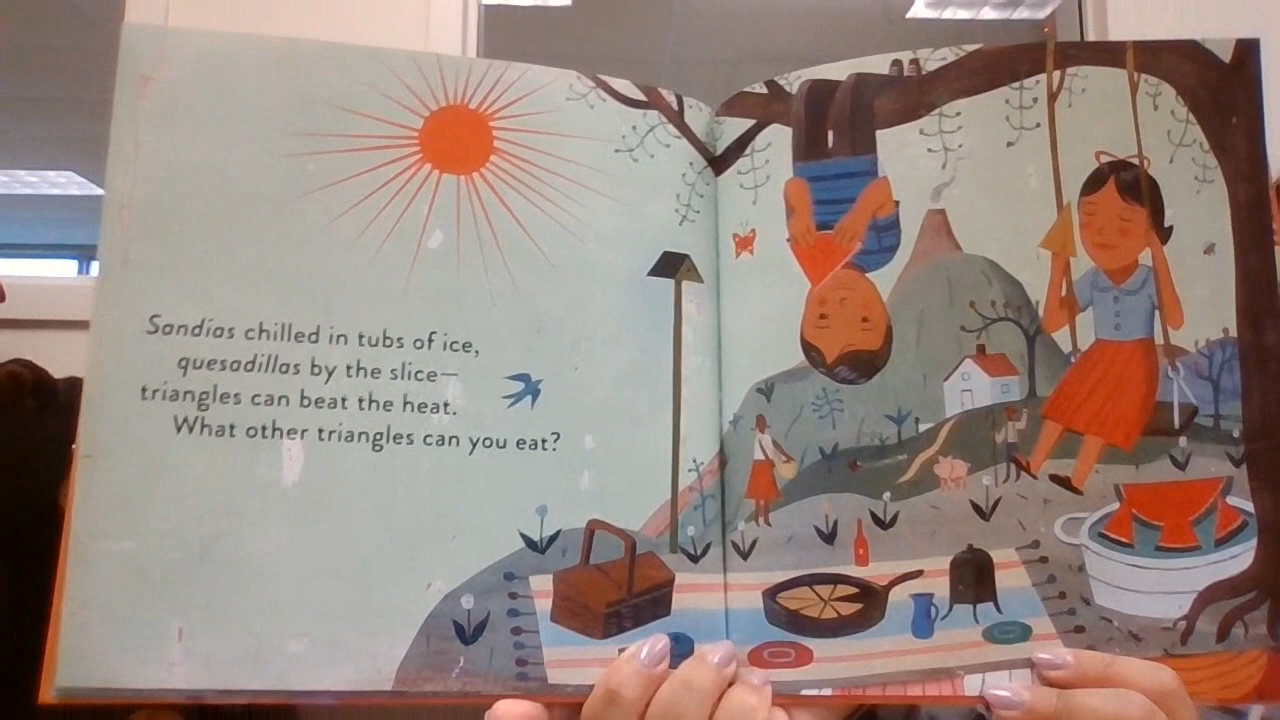 Sandías chilled in tubs of ice,
quesadillas by the slice—
triangles can beat the heat.
What other triangles can you eat?